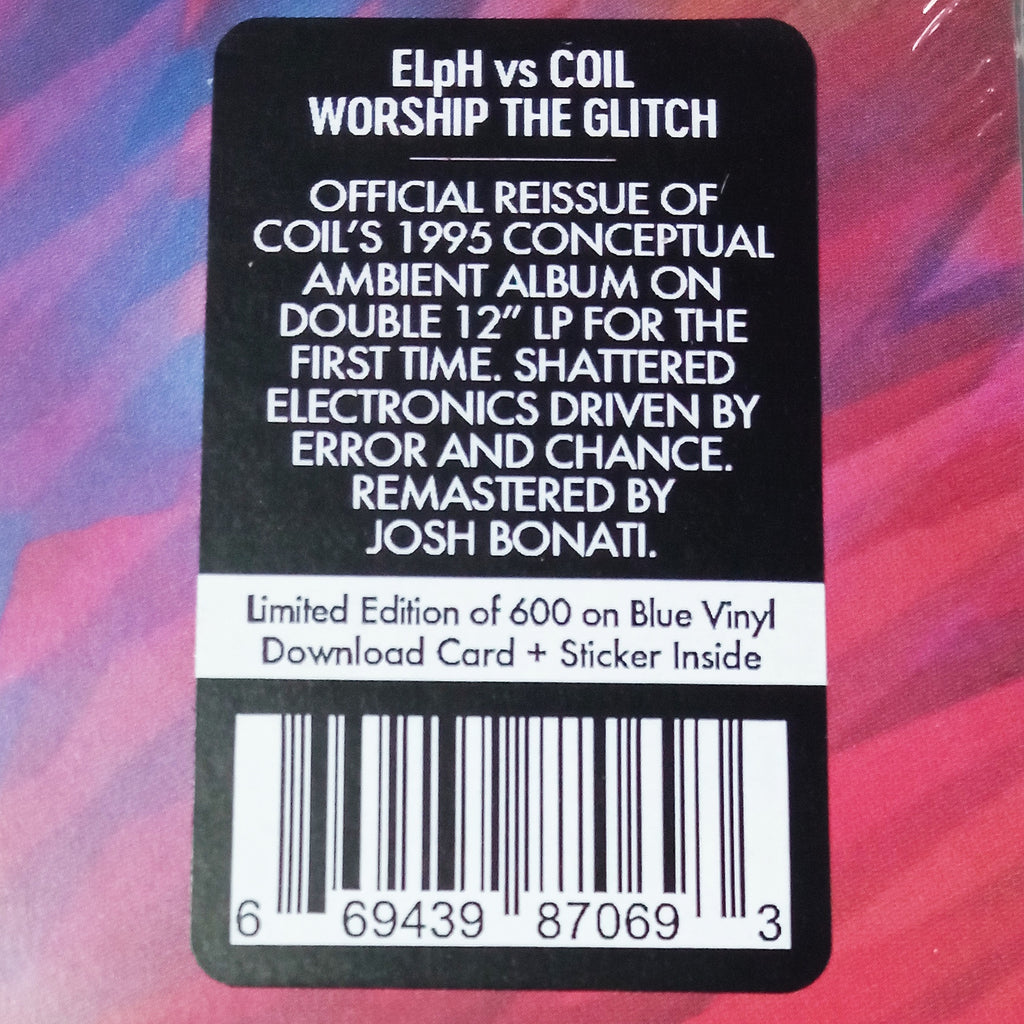 ELpH vs COIL
WORSHIP THE GLITCH
OFFICIAL REISSUE OF
COIL'S 1995 CONCEPTUAL
AMBIENT ALBUM ON
DOUBLE 12" LP FOR THE
FIRST TIME. SHATTERED
ELECTRONICS DRIVEN BY
ERROR AND CHANCE.
REMASTERED BY
JOSH BONATI.
Limited Edition of 600 on Blue Vinyl
Download Card + Sticker Inside
6 69439 87069 3